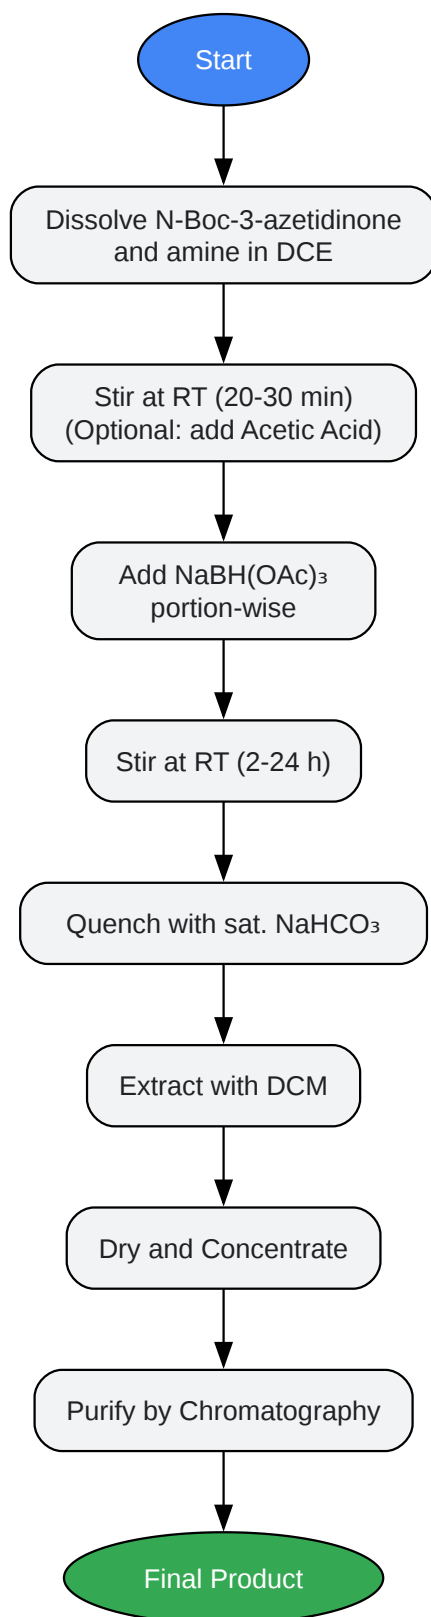 Start
Dissolve N-Boc-3-azetidinone
and amine in DCE
Stir at RT (20-30 min)
(Optional: add Acetic Acid)
Add NaBH(OAc)₃
portion-wise
Stir at RT (2-24 h)
Quench with sat. NaHCO₃
Extract with DCM
Dry and Concentrate
Purify by Chromatography
Final Product